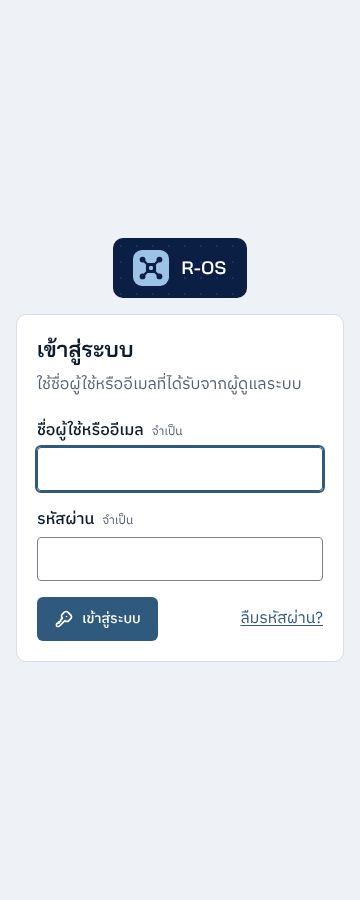 R-OS
เข้าสู่ระบบ
ใช้ชื่อผู้ใช้หรืออีเมลที่ได้รับจากผู้ดูแลระบบ
ชื่อผู้ใช้หรืออีเมล จำเป็น
รหัสผ่าน จำเป็น
เข้าสู่ระบบ ลืมรหัสผ่าน?